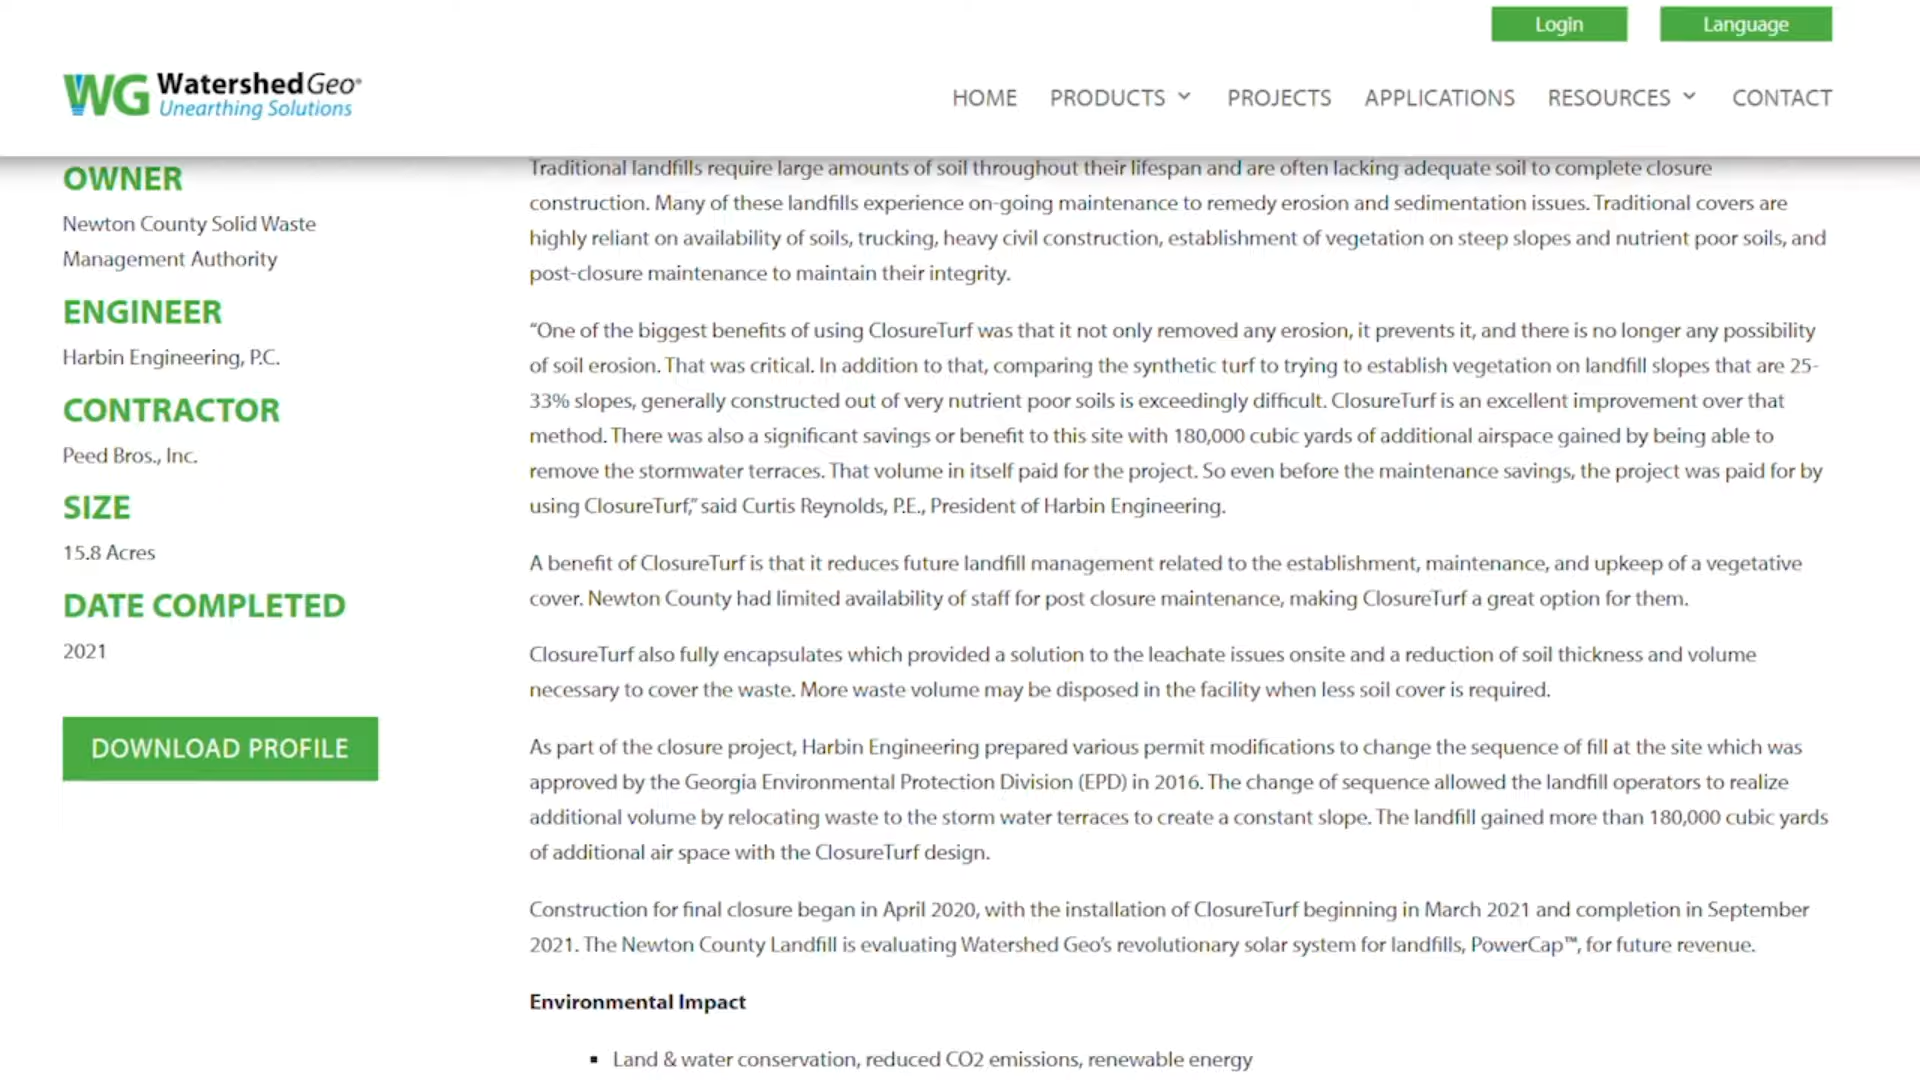 Login
Language
WG WatershedGeo®
Unearthing Solutions
HOME
PRODUCTS
PROJECTS
APPLICATIONS
RESOURCES
CONTACT
OWNER
Newton County Solid Waste
Management Authority
ENGINEER
Harbin Engineering, P.C.
CONTRACTOR
Peed Bros., Inc.
SIZE
15.8 Acres
DATE COMPLETED
2021
DOWNLOAD PROFILE
Traditional landfills require large amounts of soil throughout their lifespan and are often lacking adequate soil to complete closure
construction. Many of these landfills experience on-going maintenance to remedy erosion and sedimentation issues. Traditional covers are
highly reliant on availability of soils, trucking, heavy civil construction, establishment of vegetation on steep slopes and nutrient poor soils, and
post-closure maintenance to maintain their integrity.
“One of the biggest benefits of using ClosureTurf was that it not only removed any erosion, it prevents it, and there is no longer any possibility
of soil erosion. That was critical. In addition to that, comparing the synthetic turf to trying to establish vegetation on landfill slopes that are 25-
33% slopes, generally constructed out of very nutrient poor soils is exceedingly difficult. ClosureTurf is an excellent improvement over that
method. There was also a significant savings or benefit to this site with 180,000 cubic yards of additional airspace gained by being able to
remove the stormwater terraces. That volume in itself paid for the project. So even before the maintenance savings, the project was paid for by
using ClosureTurf,” said Curtis Reynolds, P.E., President of Harbin Engineering.
A benefit of ClosureTurf is that it reduces future landfill management related to the establishment, maintenance, and upkeep of a vegetative
cover. Newton County had limited availability of staff for post closure maintenance, making ClosureTurf a great option for them.
ClosureTurf also fully encapsulates which provided a solution to the leachate issues onsite and a reduction of soil thickness and volume
necessary to cover the waste. More waste volume may be disposed in the facility when less soil cover is required.
As part of the closure project, Harbin Engineering prepared various permit modifications to change the sequence of fill at the site which was
approved by the Georgia Environmental Protection Division (EPD) in 2016. The change of sequence allowed the landfill operators to realize
additional volume by relocating waste to the storm water terraces to create a constant slope. The landfill gained more than 180,000 cubic yards
of additional air space with the ClosureTurf design.
Construction for final closure began in April 2020, with the installation of ClosureTurf beginning in March 2021 and completion in September
2021. The Newton County Landfill is evaluating Watershed Geo’s revolutionary solar system for landfills, PowerCap™, for future revenue.
Environmental Impact
▪ Land & water conservation, reduced CO2 emissions, renewable energy